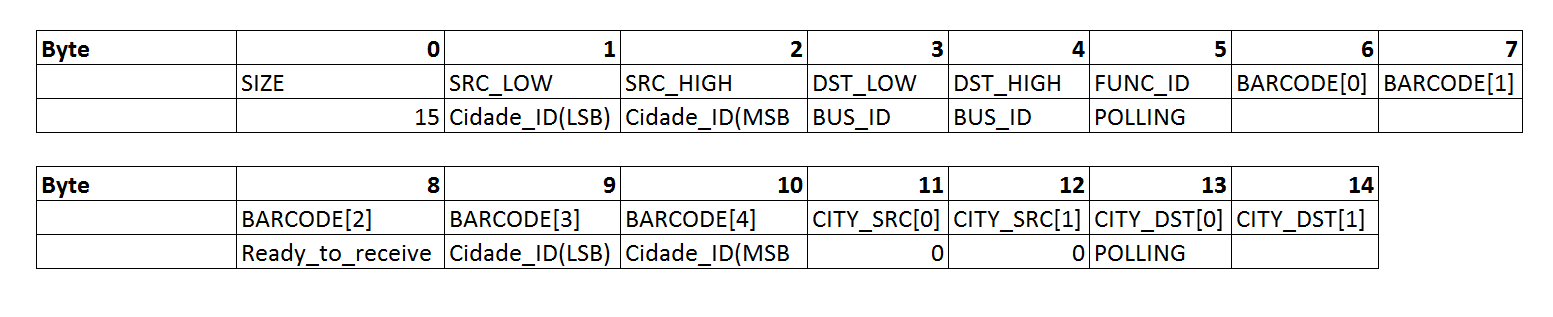 Byte 0 1 2 3 4 5 6 7
SIZE SRC_LOW SRC_HIGH DST_LOW DST_HIGH FUNC_ID BARCODE[0] BARCODE[1]
15 Cidade_ID(LSB) Cidade_ID(MSB BUS_ID BUS_ID POLLING
Byte 8 9 10 11 12 13 14
BARCODE[2] BARCODE[3] BARCODE[4] CITY_SRC[0] CITY_SRC[1] CITY_DST[0] CITY_DST[1]
Ready_to_receive Cidade_ID(LSB) Cidade_ID(MSB 0 0 POLLING